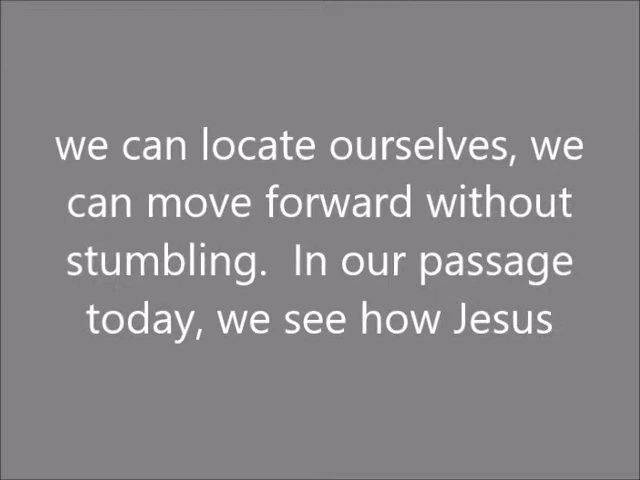 we can locate ourselves, we
can move forward without
stumbling.  In our passage
today, we see how Jesus